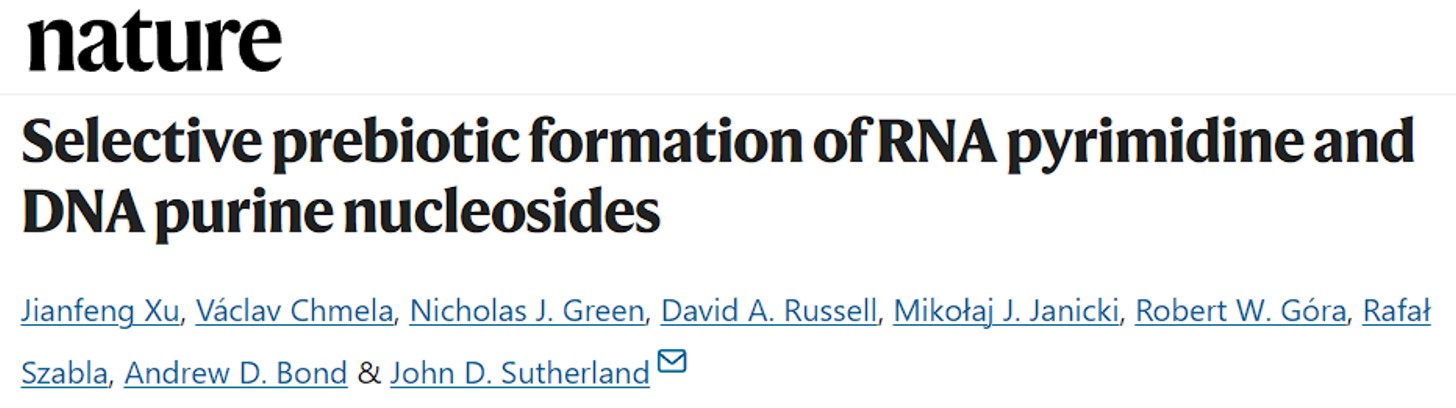 nature
Selective prebiotic formation of RNA pyrimidine and
DNA purine nucleosides
Jianfeng Xu, Václav Chmela, Nicholas J. Green, David A. Russell, Mikołaj J. Janicki, Robert W. Góra, Rafał
Szabla, Andrew D. Bond & John D. Sutherland